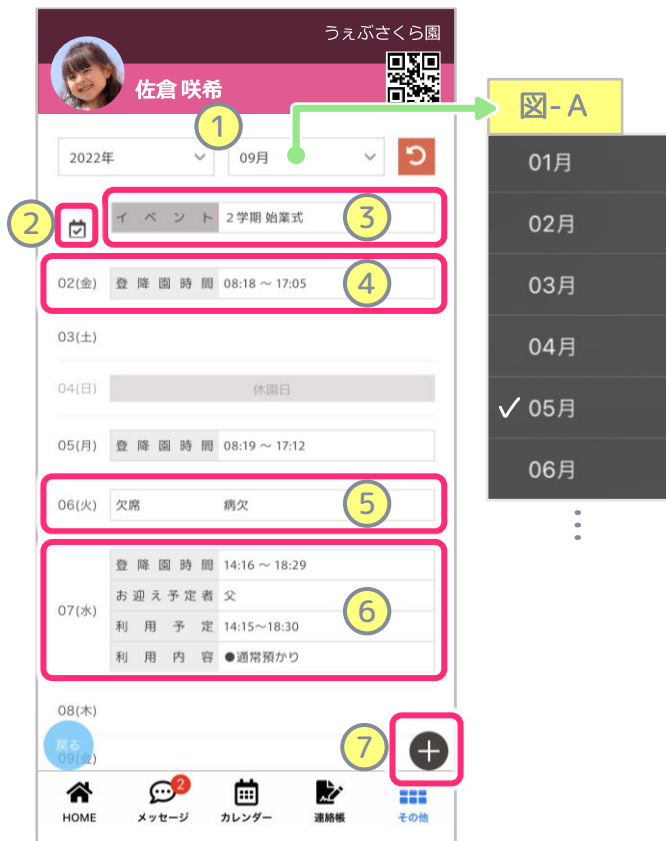 うぇぶさくら園
佐倉 咲希
1
2022年
09月
図-A
01月
02月
03月
04月
05月
06月
2
イベント 2学期 始業式 3
02(金) 登降園時間 08:18 ～ 17:05 4
03(土)
04(日) 休園日
05(月) 登降園時間 08:19 ～ 17:12
06(火) 欠席 病欠 5
07(水)
登降園時間 14:16 ～ 18:29
お迎え予定者 父
利用予定 14:15～18:30
利用内容 ●通常預かり
6
08(木)
戻る
09(金)
7
2
HOME メッセージ カレンダー 連絡帳 その他